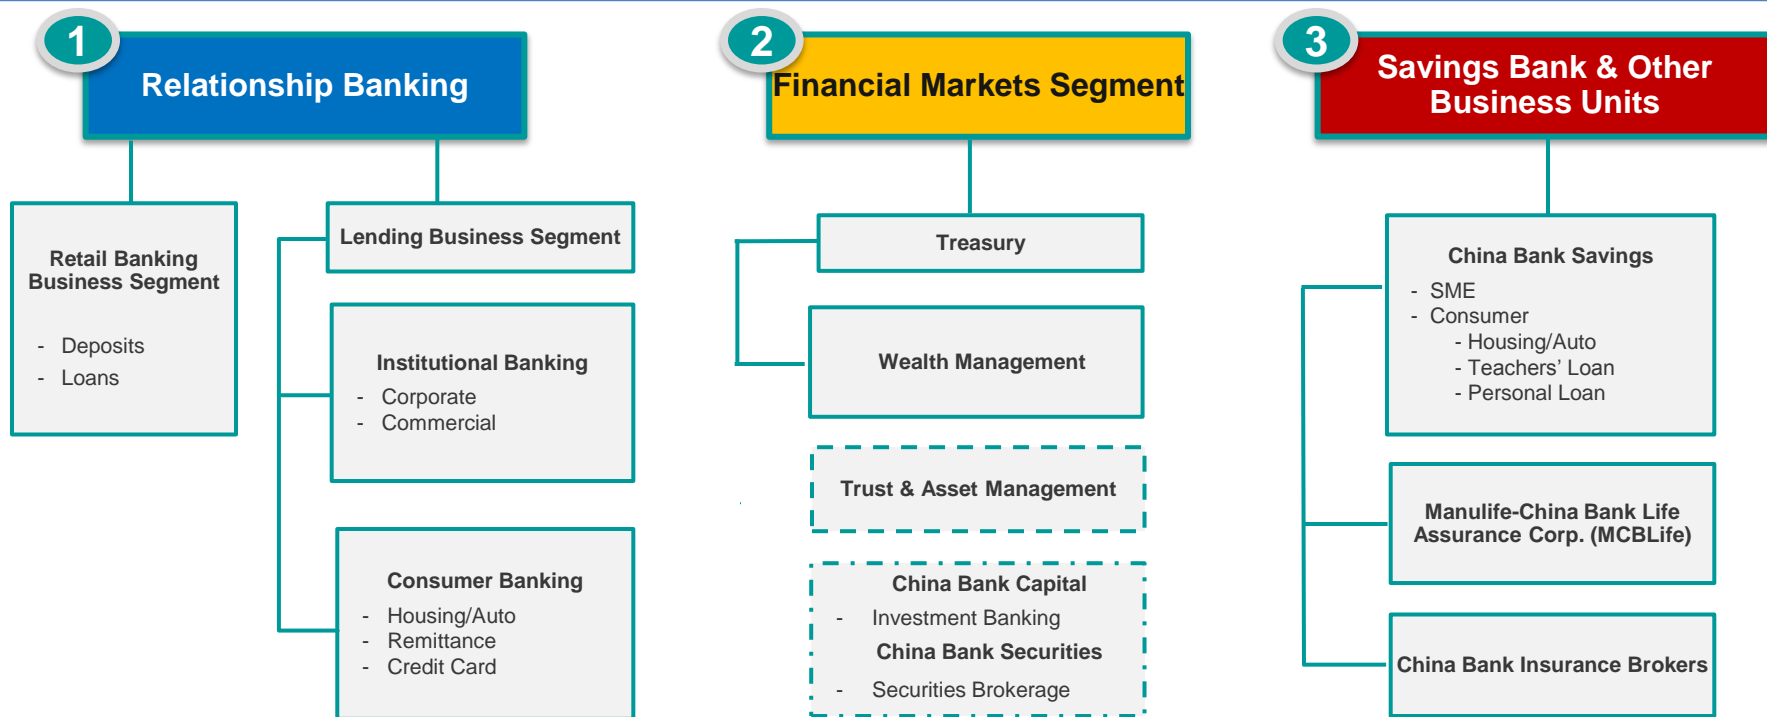 1
Relationship Banking
Retail Banking
Business Segment
- Deposits
- Loans
Lending Business Segment
Institutional Banking
- Corporate
- Commercial
Consumer Banking
- Housing/Auto
- Remittance
- Credit Card
2
Financial Markets Segment
Treasury
Wealth Management
Trust & Asset Management
China Bank Capital
- Investment Banking
China Bank Securities
- Securities Brokerage
3
Savings Bank & Other
Business Units
China Bank Savings
- SME
- Consumer
- Housing/Auto
- Teachers’ Loan
- Personal Loan
Manulife-China Bank Life
Assurance Corp. (MCBLife)
China Bank Insurance Brokers